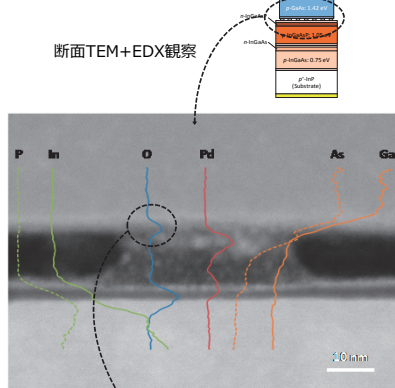 p-GaAs: 1.42 eV
断面TEM+EDX観察
n-InGaAs
p-InGaAs: 0.75 eV
p⁺-InP
(Substrate)
P In O Pd As Ga
10 nm